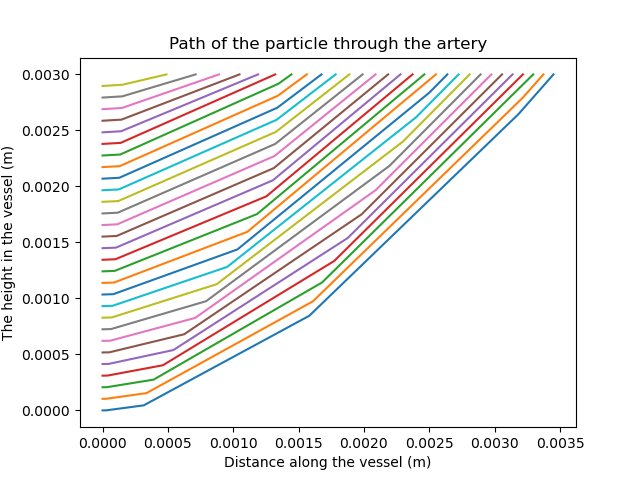 Path of the particle through the artery
The height in the vessel (m)
0.0030
0.0025
0.0020
0.0015
0.0010
0.0005
0.0000
0.0000 0.0005 0.0010 0.0015 0.0020 0.0025 0.0030 0.0035
Distance along the vessel (m)